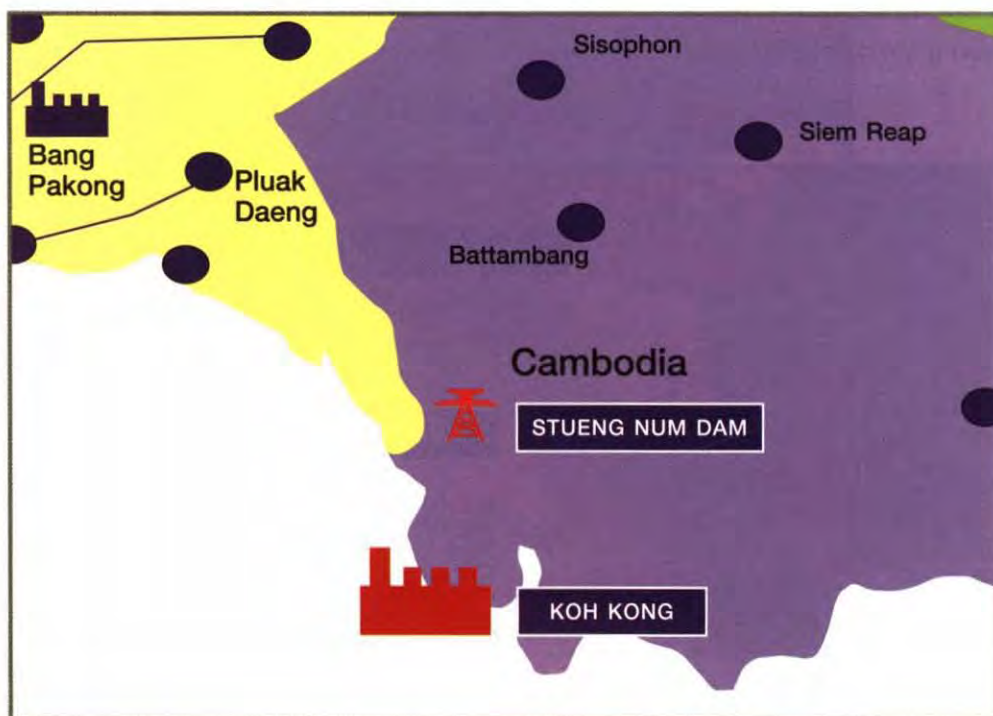 Sisophon
Siem Reap
Bang
Pakong
Pluak
Daeng
Battambang
Cambodia
STUENG NUM DAM
KOH KONG